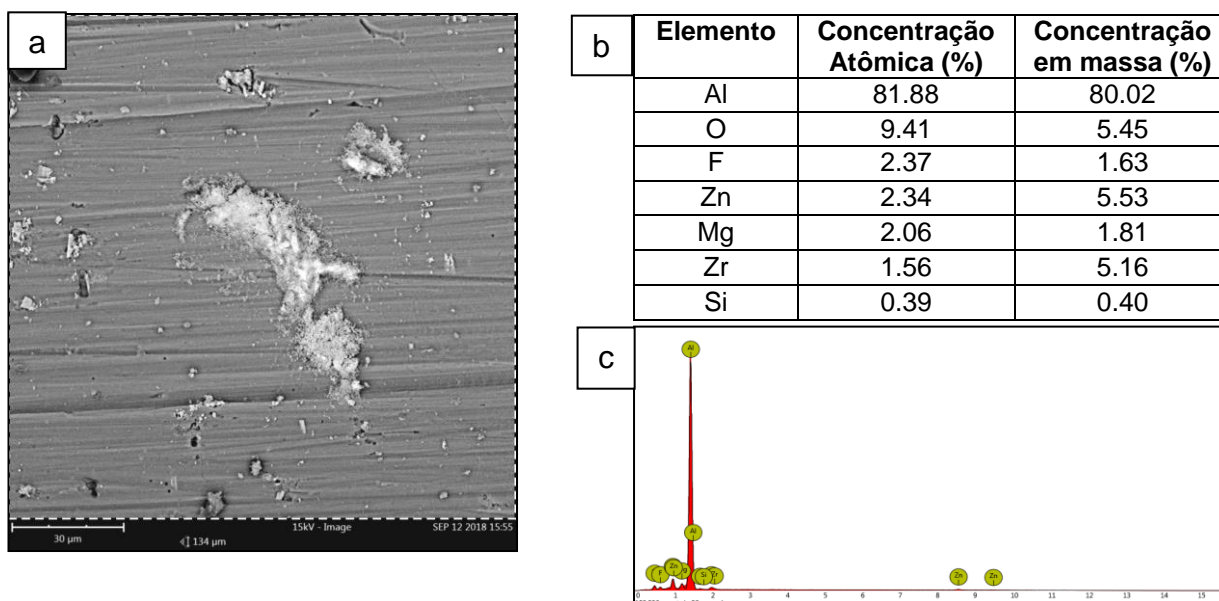 a
15kV - Image
SEP 12 2018 15:55
30 µm
134 µm
b
Elemento Concentração Atômica (%) Concentração em massa (%)
Al 81.88 80.02
O 9.41 5.45
F 2.37 1.63
Zn 2.34 5.53
Mg 2.06 1.81
Zr 1.56 5.16
Si 0.39 0.40
c
Al
Al
F Zn g Si Zr Zn Zn
0 1 2 3 4 5 6 7 8 9 10 11 12 13 14 15